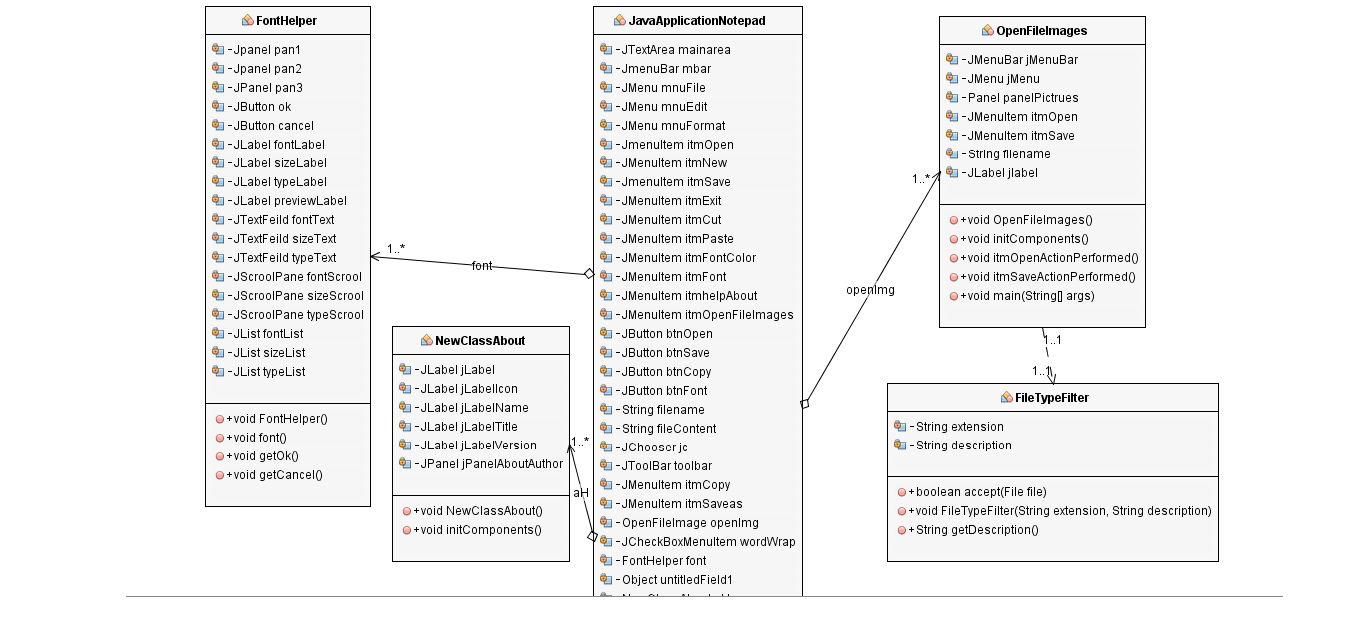 FontHelper
-Jpanel pan1
-Jpanel pan2
-JPanel pan3
-JButton ok
-JButton cancel
-JLabel fontLabel
-JLabel sizeLabel
-JLabel typeLabel
-JLabel previewLabel
-JTextFeild fontText
-JTextFeild sizeText
-JTextFeild typeText
-JScroolPane fontScrool
-JScroolPane sizeScrool
-JScroolPane typeScrool
-JList fontList
-JList sizeList
-JList typeList
+void FontHelper()
+void font()
+void getOk()
+void getCancel()
1..*
font
NewClassAbout
-JLabel jLabel
-JLabel jLabelIcon
-JLabel jLabelName
-JLabel jLabelTitle
-JLabel jLabelVersion
-JPanel jPanelAboutAuthor
+void NewClassAbout()
+void initComponents()
1..*
aH
JavaApplicationNotepad
-JTextArea mainarea
-JmenuBar mbar
-JMenu mnuFile
-JMenu mnuEdit
-JMenu mnuFormat
-JmenuItem itmOpen
-JMenuItem itmNew
-JmenuItem itmSave
-JMenuItem itmExit
-JMenuItem itmCut
-JMenuItem itmPaste
-JMenuItem itmFontColor
-JMenuItem itmFont
-JMenuItem itmhelpAbout
-JMenuItem itmOpenFileImages
-JButton btnOpen
-JButton btnSave
-JButton btnCopy
-JButton btnFont
-String filename
-String fileContent
-JChooser jc
-JToolBar toolbar
-JMenuItem itmCopy
-JMenuItem itmSaveas
-OpenFileImage openImg
-JCheckBoxMenuItem wordWrap
-FontHelper font
-Object untitledField1
1..*
openImg
OpenFileImages
-JMenuBar jMenuBar
-JMenu jMenu
-Panel panelPictrues
-JMenuItem itmOpen
-JMenuItem itmSave
-String filename
-JLabel jlabel
+void OpenFileImages()
+void initComponents()
+void itmOpenActionPerformed()
+void itmSaveActionPerformed()
+void main(String[] args)
1..1
1..1
FileTypeFilter
-String extension
-String description
+boolean accept(File file)
+void FileTypeFilter(String extension, String description)
+String getDescription()